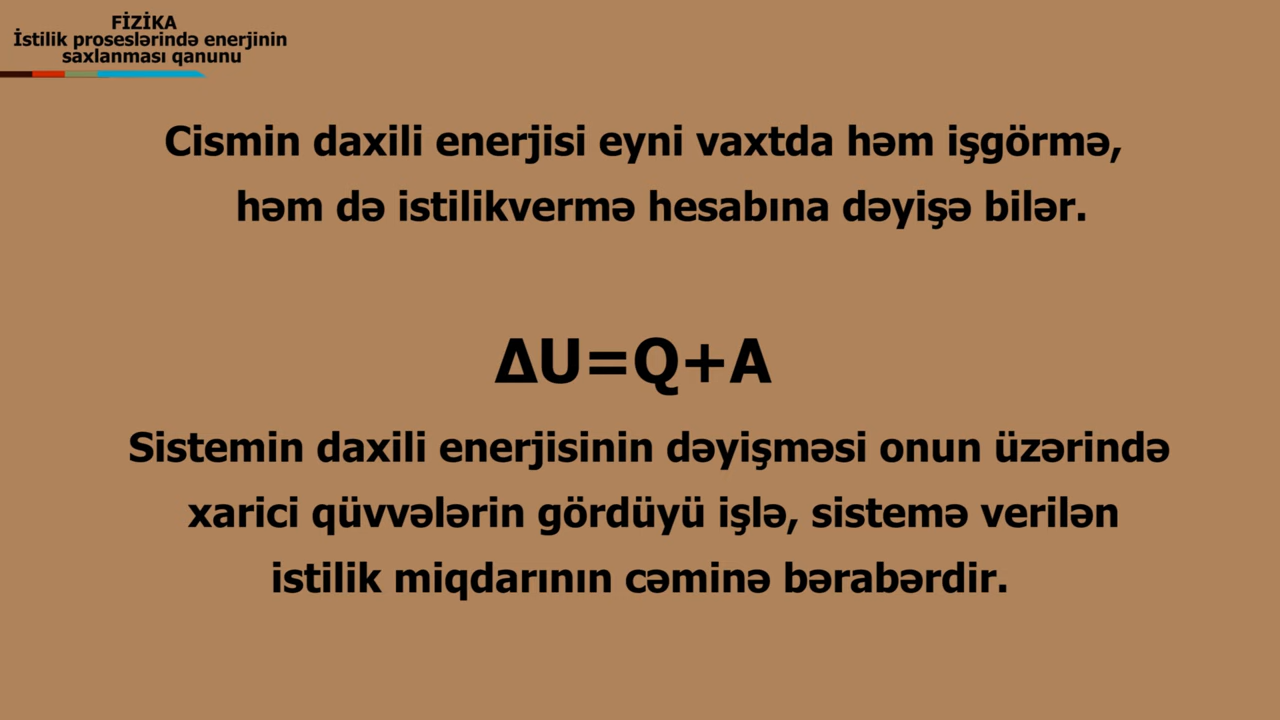 FİZİKA
İstilik proseslərində enerjinin
saxlanması qanunu
Cismin daxili enerjisi eyni vaxtda həm işgörmə,
həm də istilikvermə hesabına dəyişə bilər.
ΔU=Q+A
Sistemin daxili enerjisinin dəyişməsi onun üzərində
xarici qüvvələrin gördüyü işlə, sistemə verilən
istilik miqdarının cəminə bərabərdir.